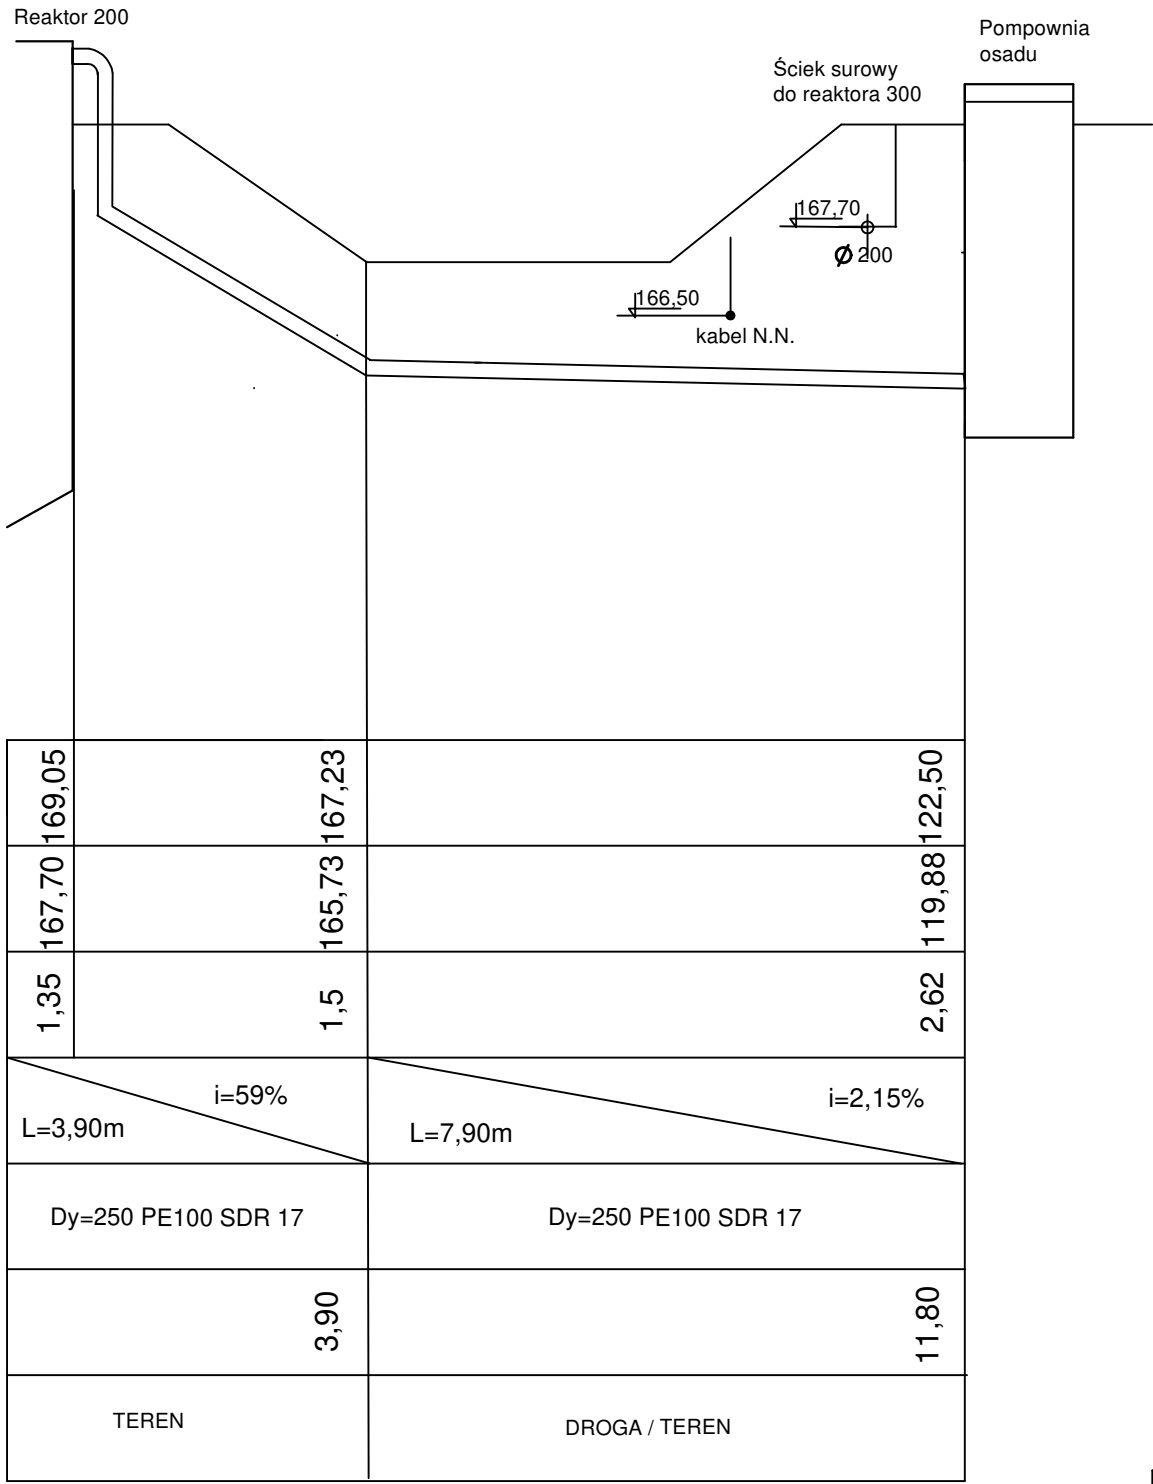 Reaktor 200
Pompownia
osadu
Ściek surowy
do reaktora 300
167,70
Ø 200
166,50
kabel N.N.
169,05
167,23
122,50
167,70
165,73
119,88
1,35
1,5
2,62
i=59%
L=3,90m
i=2,15%
L=7,90m
Dy=250 PE100 SDR 17
Dy=250 PE100 SDR 17
3,90
11,80
TEREN
DROGA / TEREN